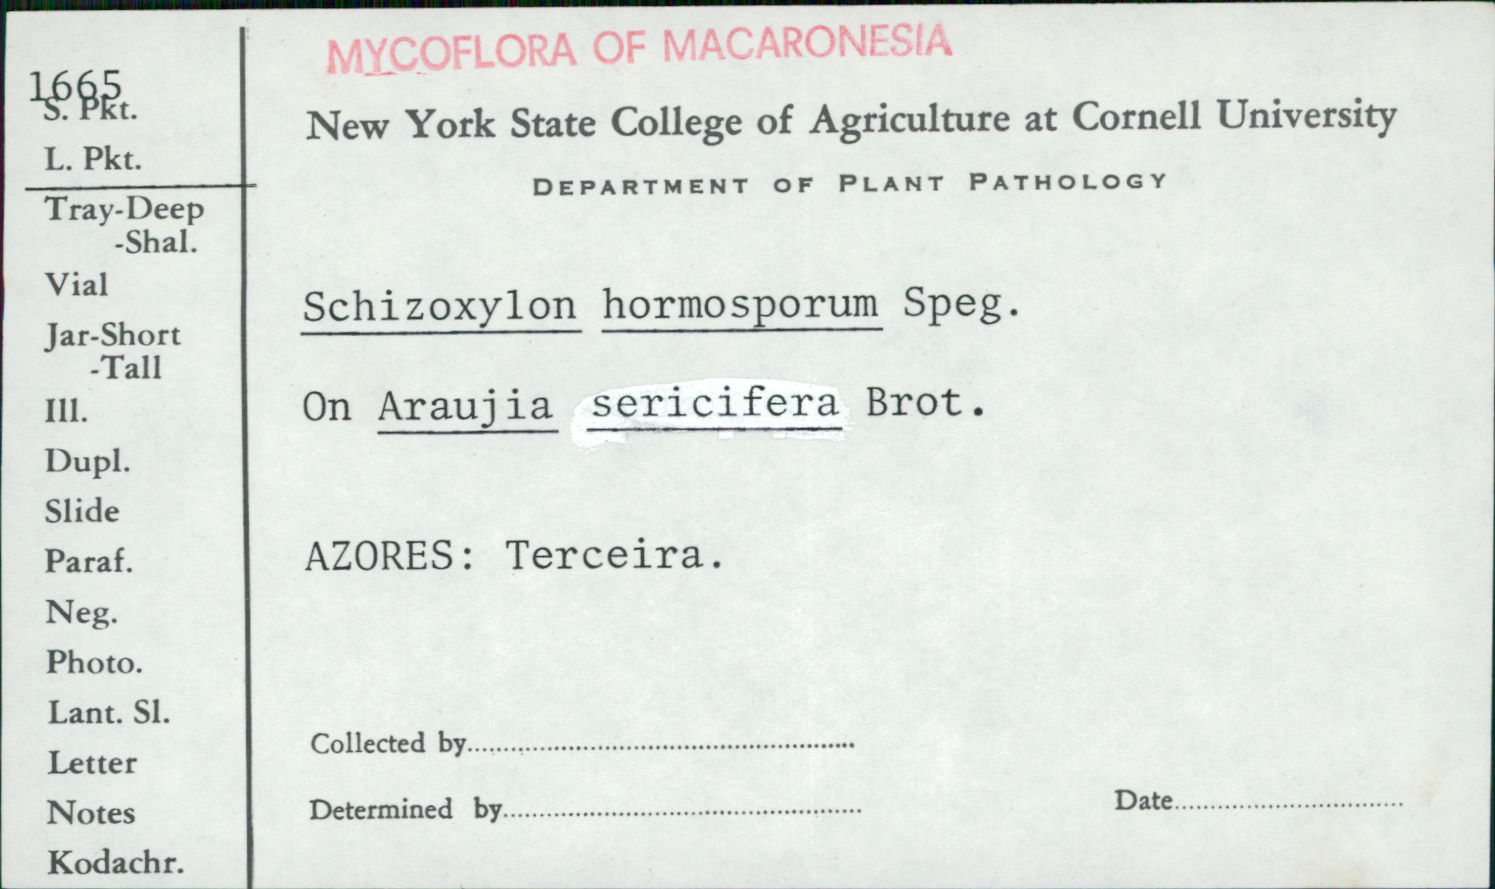 MYCOFLORA OF MACARONESIA
1665
S. Pkt.
L. Pkt.
Tray-Deep
-Shal.
Vial
Jar-Short
-Tall
Ill.
Dupl.
Slide
Paraf.
Neg.
Photo.
Lant. Sl.
Letter
Notes
Kodachr.
New York State College of Agriculture at Cornell University
DEPARTMENT OF PLANT PATHOLOGY
Schizoxylon hormosporum Speg.
On Araujia sericifera Brot.
AZORES: Terceira.
Collected by
Determined by
Date